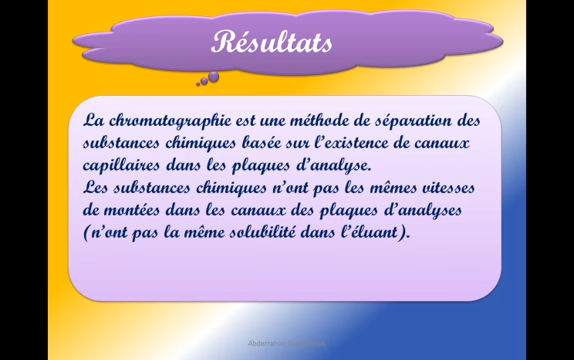 Résultats
La chromatographie est une méthode de séparation des
substances chimiques basée sur l'existence de canaux
capillaires dans les plaques d'analyse.
Les substances chimiques n'ont pas les mêmes vitesses
de montées dans les canaux des plaques d'analyses
(n'ont pas la même solubilité dans l'éluant).